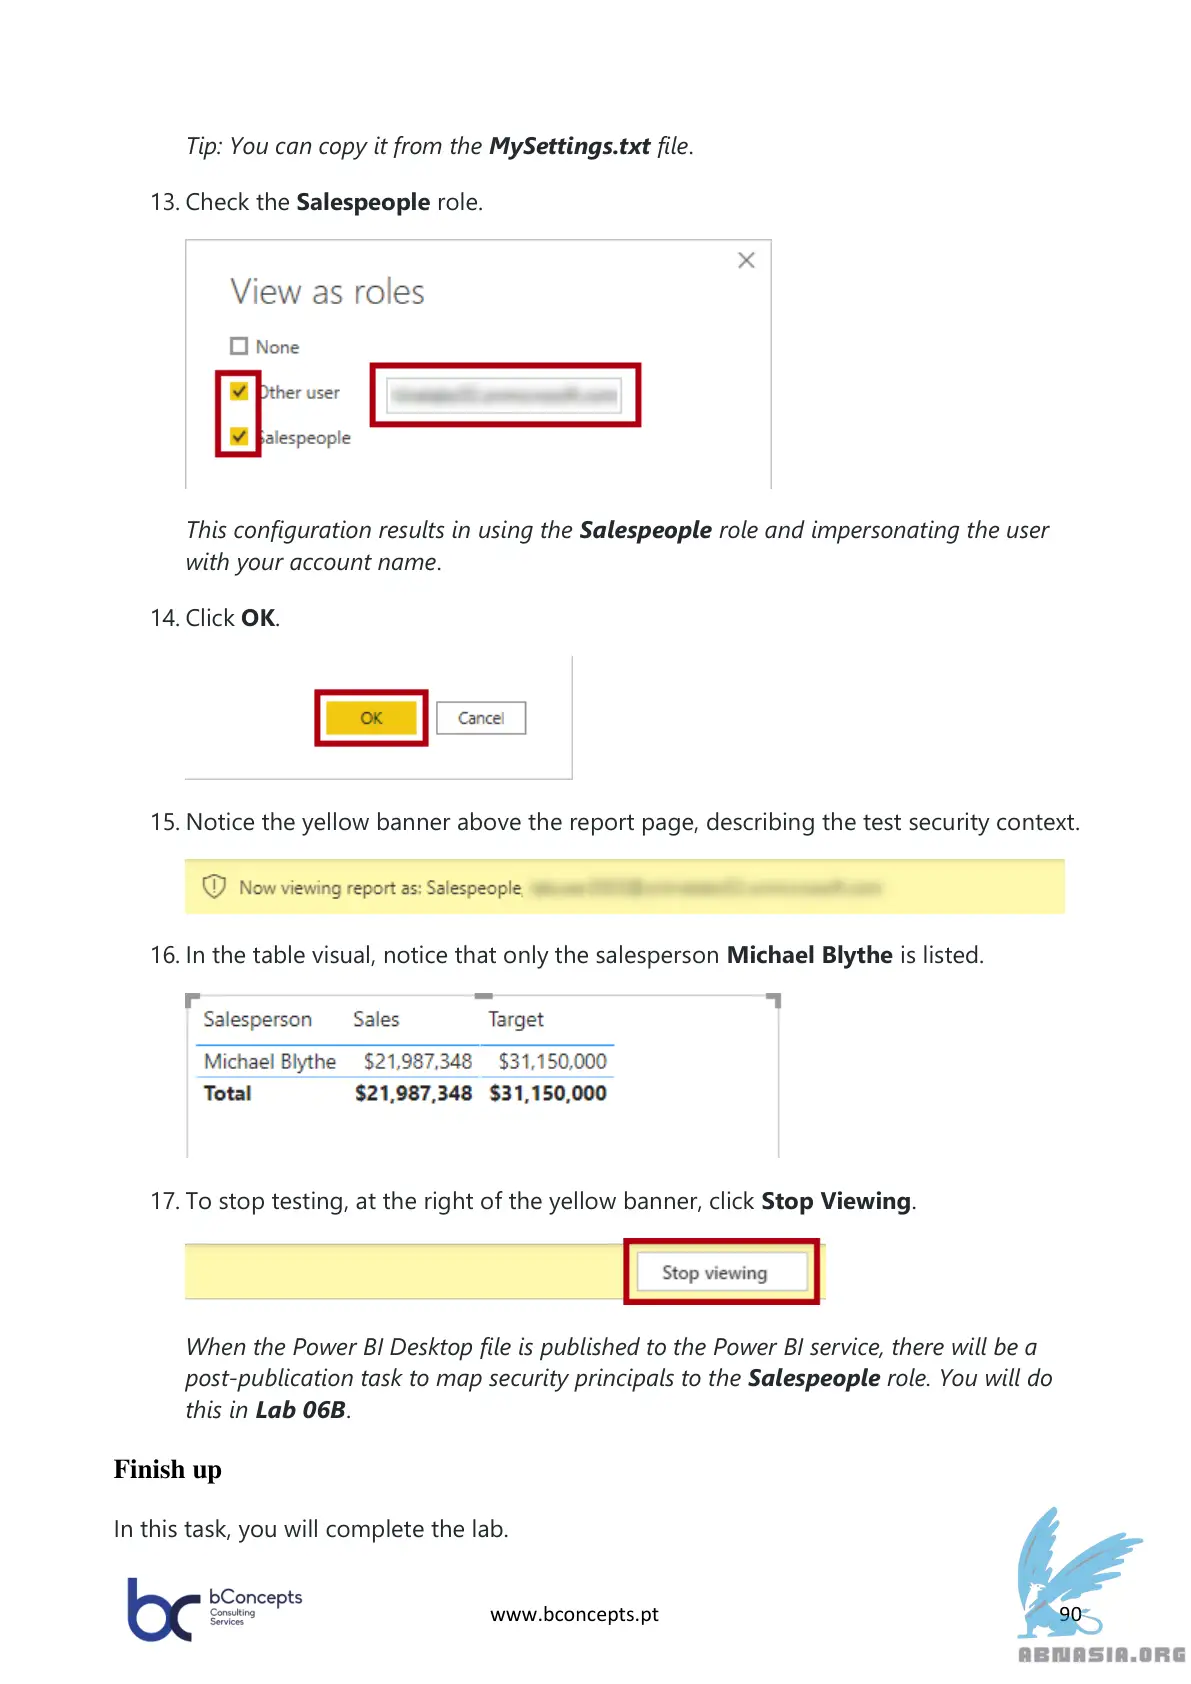 Tip: You can copy it from the MySettings.txt file.
13. Check the Salespeople role.
View as roles
None
Other user
Salespeople
This configuration results in using the Salespeople role and impersonating the user
with your account name.
14. Click OK.
OK Cancel
15. Notice the yellow banner above the report page, describing the test security context.
Now viewing report as: Salespeople,
16. In the table visual, notice that only the salesperson Michael Blythe is listed.
Salesperson Sales Target
Michael Blythe $21,987,348 $31,150,000
Total $21,987,348 $31,150,000
17. To stop testing, at the right of the yellow banner, click Stop Viewing.
Stop viewing
When the Power BI Desktop file is published to the Power BI service, there will be a
post-publication task to map security principals to the Salespeople role. You will do
this in Lab 06B.
Finish up
In this task, you will complete the lab.
bc bConcepts
Consulting
Services
www.bconcepts.pt
90
ABNASIA.ORG